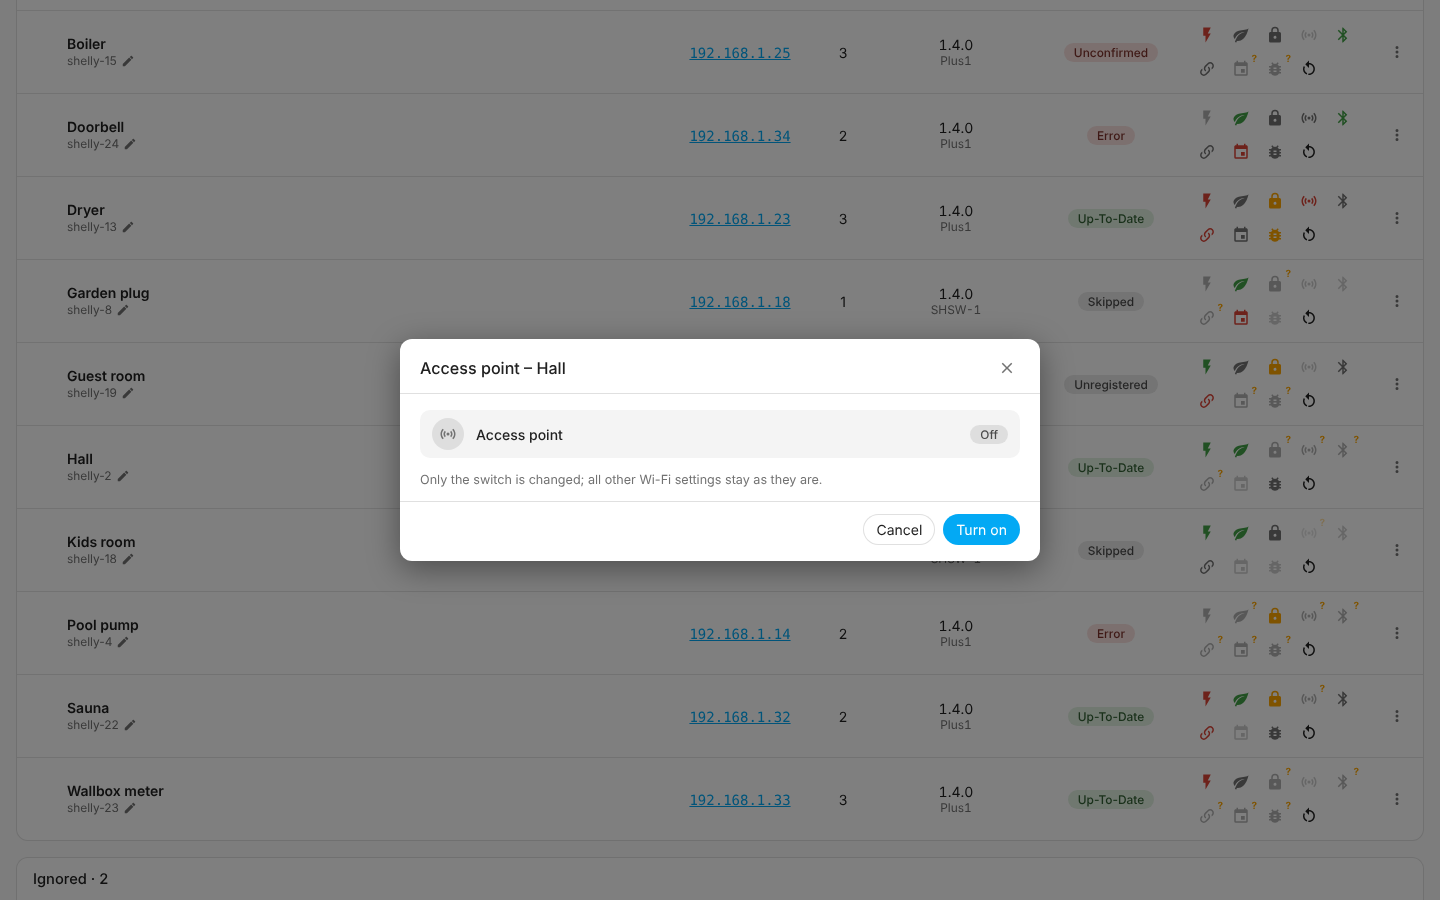 Boiler
shelly-15
192.168.1.25
3
1.4.0
Plus1
Unconfirmed
? ?
Doorbell
shelly-24
192.168.1.34
2
1.4.0
Plus1
Error
Dryer
shelly-13
192.168.1.23
3
1.4.0
Plus1
Up-To-Date
Garden plug
shelly-8
192.168.1.18
1
1.4.0
SHSW-1
Skipped
?
?
Guest room
shelly-19
Unregistered
? ?
Hall
shelly-2
Up-To-Date
? ? ?
?
Kids room
shelly-18
Skipped
?
Access point – Hall
Access point
Off
Only the switch is changed; all other Wi-Fi settings stay as they are.
Cancel
Turn on
Pool pump
shelly-4
192.168.1.14
2
1.4.0
Plus1
Error
? ? ?
? ? ?
Sauna
shelly-22
192.168.1.32
2
1.4.0
Plus1
Up-To-Date
?
Wallbox meter
shelly-23
192.168.1.33
3
1.4.0
Plus1
Up-To-Date
? ?
? ? ?
Ignored · 2